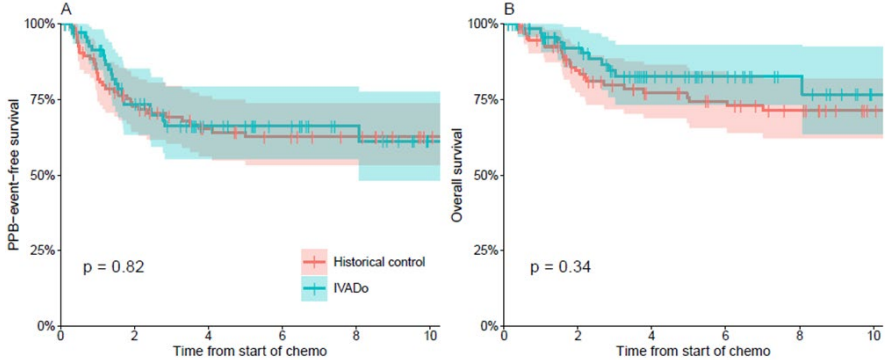 A
100%
75%
50%
25%
0%
PPB-event-free survival
p = 0.82
Historical control
IVADo
0 2 4 6 8 10
Time from start of chemo
B
100%
75%
50%
25%
0%
Overall survival
p = 0.34
0 2 4 6 8 10
Time from start of chemo